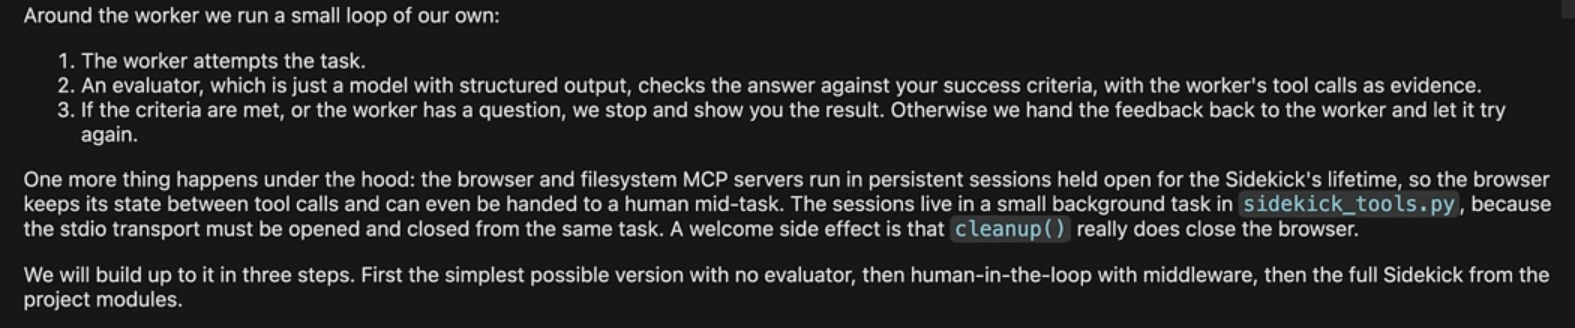 Around the worker we run a small loop of our own:
1. The worker attempts the task.
2. An evaluator, which is just a model with structured output, checks the answer against your success criteria, with the worker's tool calls as evidence.
3. If the criteria are met, or the worker has a question, we stop and show you the result. Otherwise we hand the feedback back to the worker and let it try
again.
One more thing happens under the hood: the browser and filesystem MCP servers run in persistent sessions held open for the Sidekick's lifetime, so the browser
keeps its state between tool calls and can even be handed to a human mid-task. The sessions live in a small background task in sidekick_tools.py, because
the stdio transport must be opened and closed from the same task. A welcome side effect is that cleanup() really does close the browser.
We will build up to it in three steps. First the simplest possible version with no evaluator, then human-in-the-loop with middleware, then the full Sidekick from the
project modules.